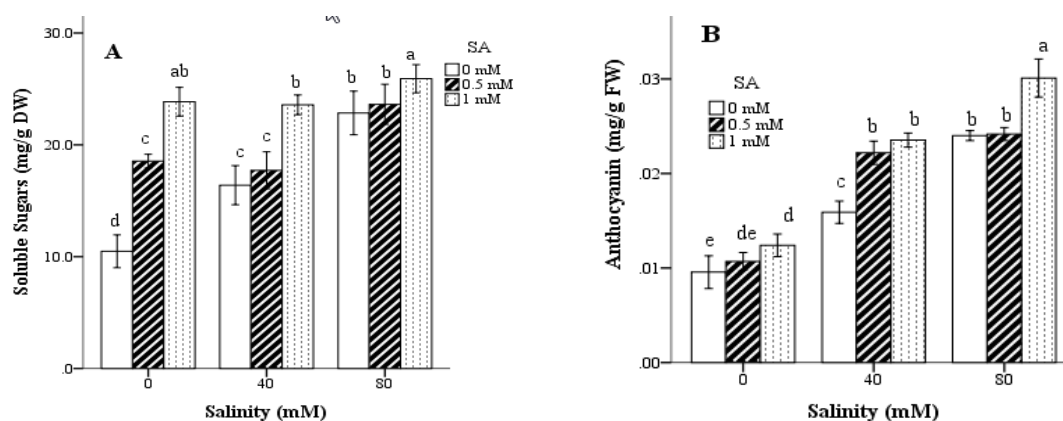 A
SA
0 mM
0.5 mM
1 mM
Soluble Sugars (mg/g DW)
30.0
20.0
10.0
.0
d
c
ab
c
c
b
b
b
a
0
40
80
Salinity (mM)
B
SA
0 mM
0.5 mM
1 mM
Anthocyanin (mg/g FW)
.03
.02
.01
.00
e
de
d
c
b
b
b
b
a
0
40
80
Salinity (mM)